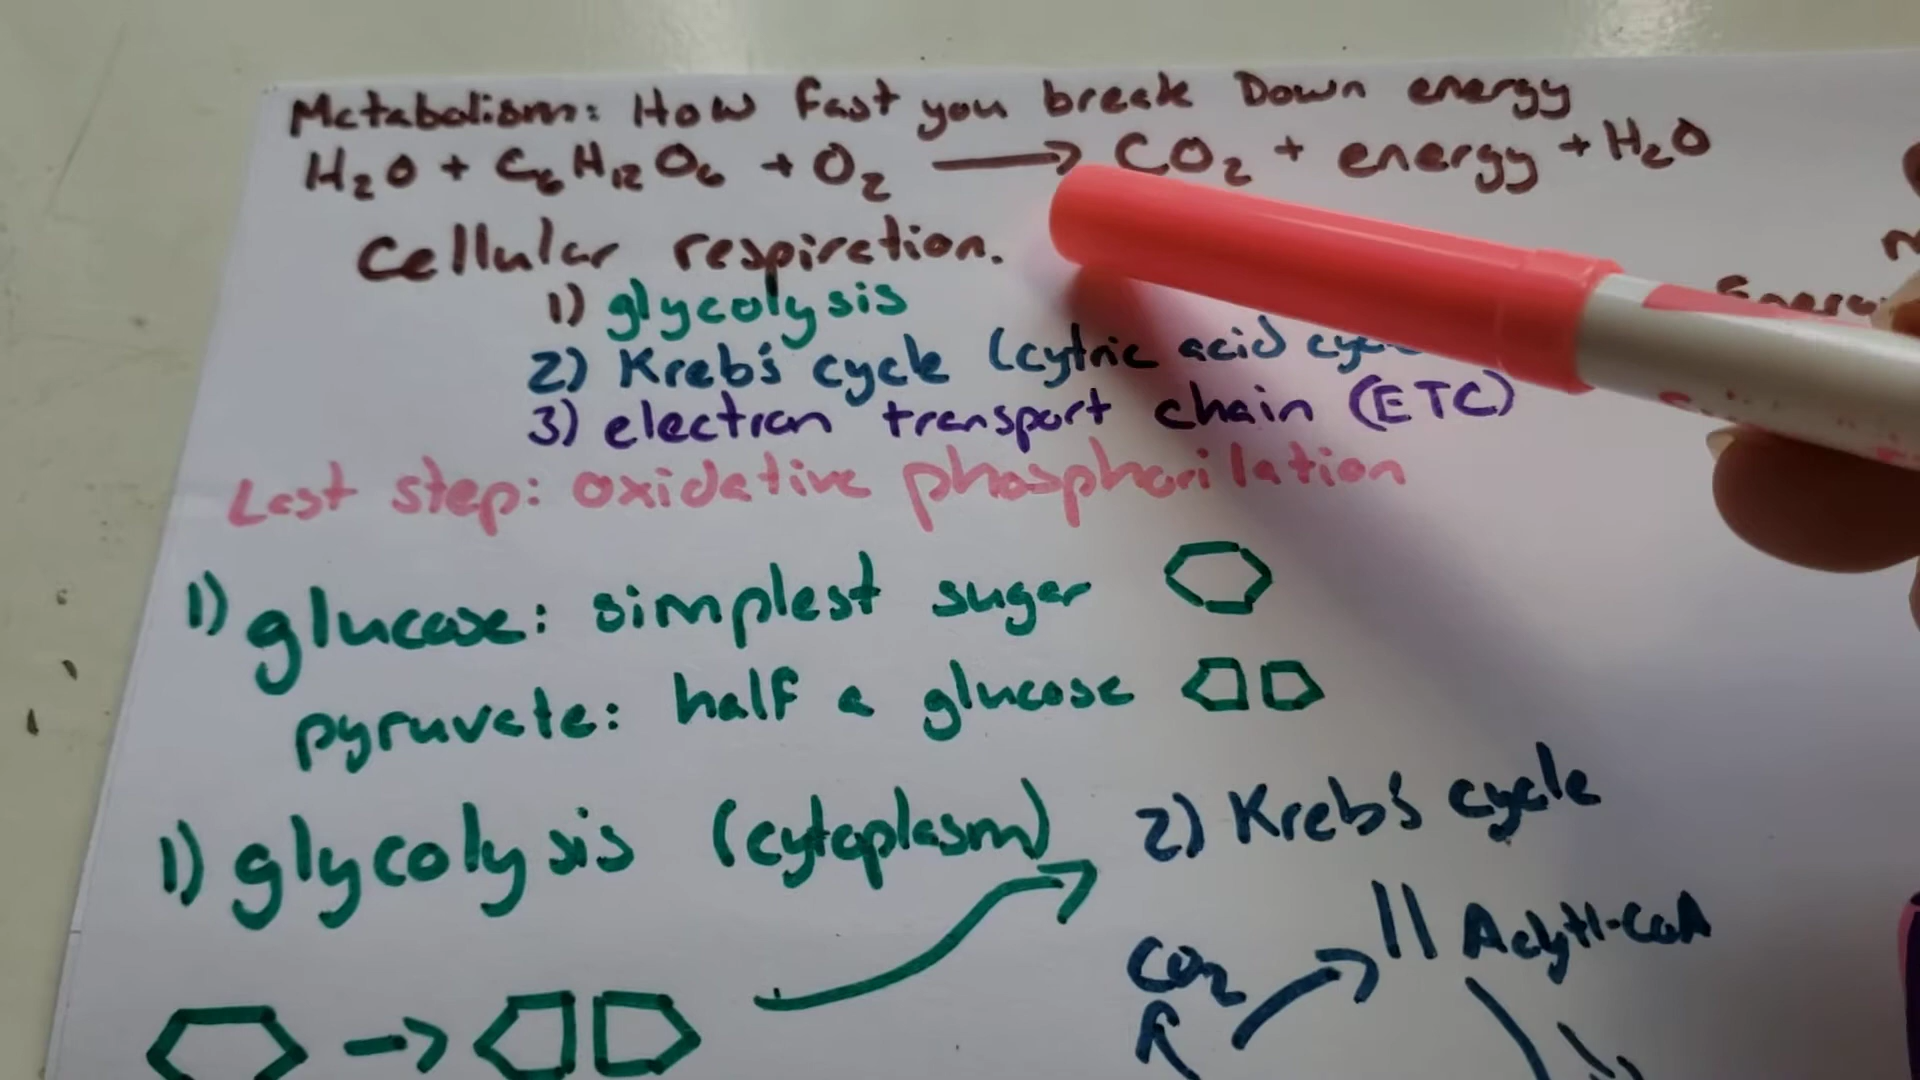 Metabolism: How fast you break Down energy
H₂O + C₆H₁₂O₆ + O₂ → CO₂ + energy + H₂O
Cellular respiration.
1) glycolysis
2) Kreb's cycle (cytric acid
3) electron transport chain (ETC)
Last step: oxidative phosphorilation
1) glucose: simplest sugar
pyruvate: half a glucose
1) glycolysis (cytoplasm)
2) Kreb's cycle
CO₂